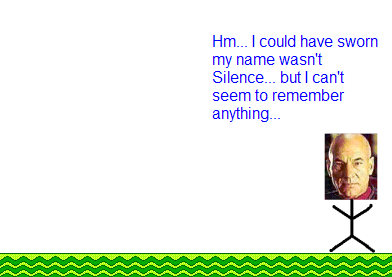 Hm... I could have sworn
my name wasn't
Silence... but I can't
seem to remember
anything...